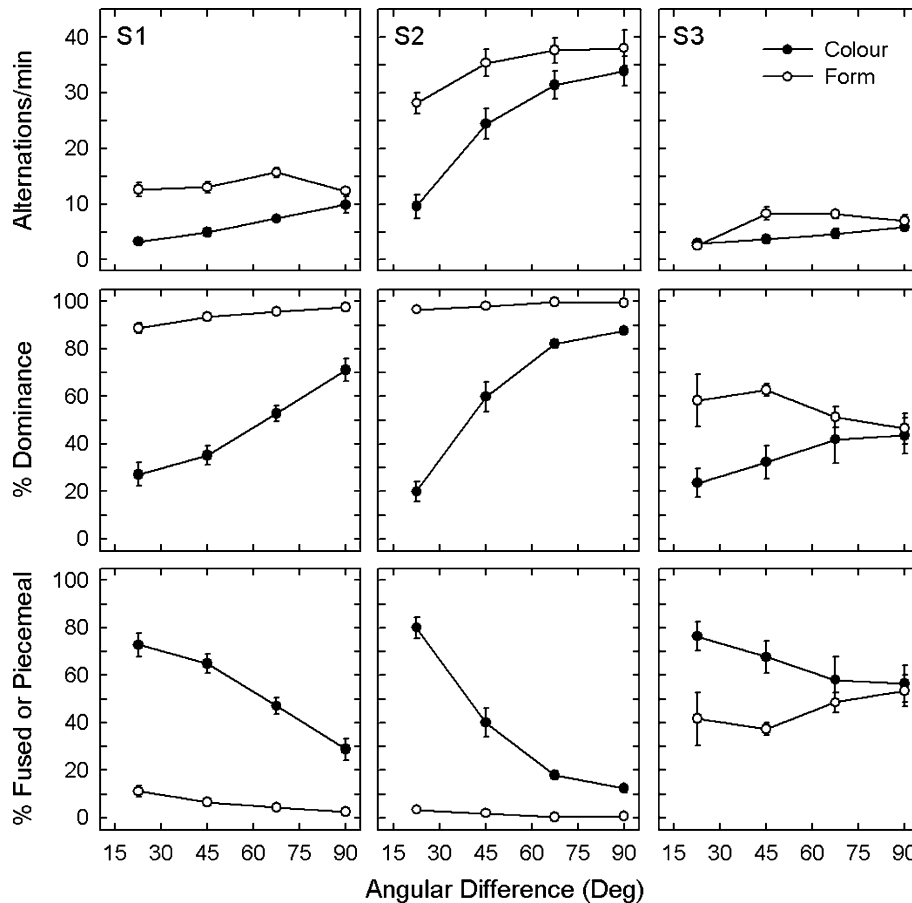 S1
S2
S3
Colour
Form
Alternations/min
40
30
20
10
0
% Dominance
100
80
60
40
20
0
% Fused or Piecemeal
100
80
60
40
20
0
15 30 45 60 75 90
15 30 45 60 75 90
15 30 45 60 75 90
Angular Difference (Deg)